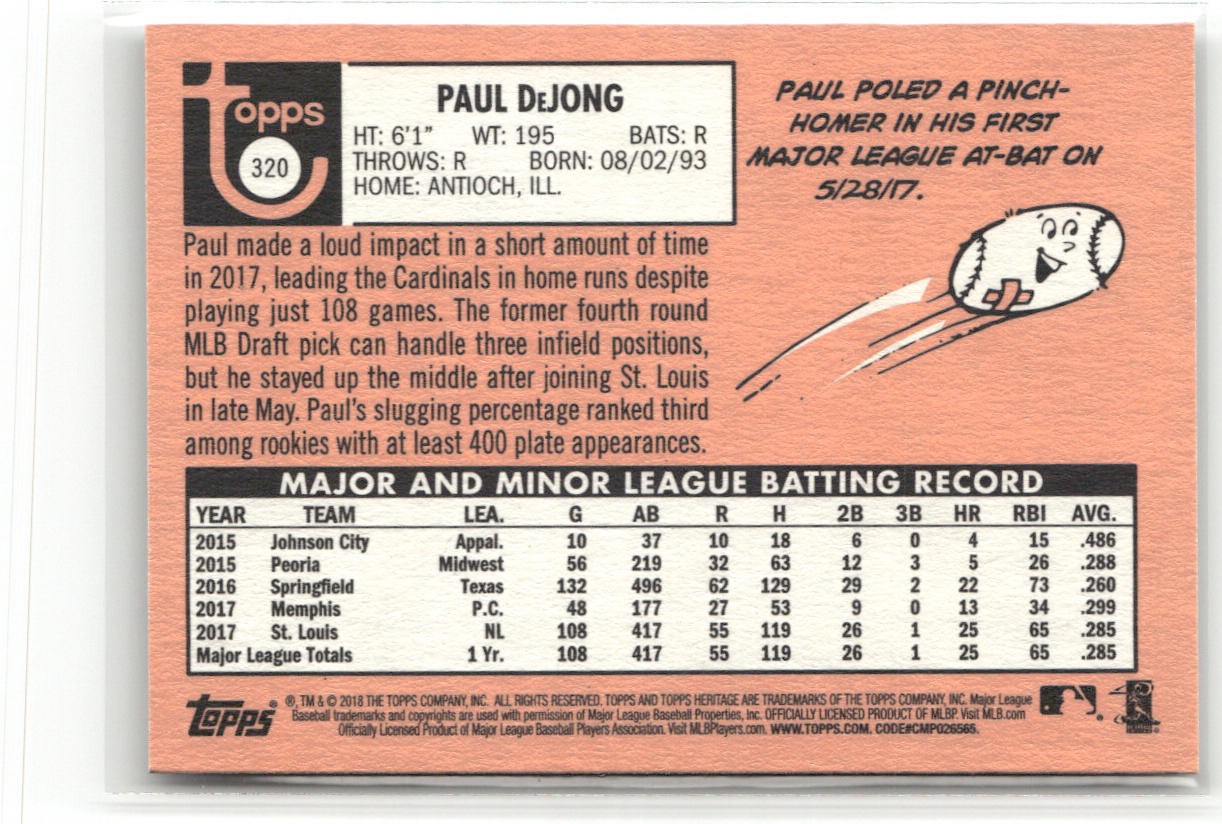 topps
320
PAUL DeJONG
HT: 6'1" WT: 195 BATS: R
THROWS: R BORN: 08/02/93
HOME: ANTIOCH, ILL.
PAUL POLED A PINCH-
HOMER IN HIS FIRST
MAJOR LEAGUE AT-BAT ON
5/28/17.
Paul made a loud impact in a short amount of time
in 2017, leading the Cardinals in home runs despite
playing just 108 games. The former fourth round
MLB Draft pick can handle three infield positions,
but he stayed up the middle after joining St. Louis
in late May. Paul's slugging percentage ranked third
among rookies with at least 400 plate appearances.
MAJOR AND MINOR LEAGUE BATTING RECORD
YEAR TEAM LEA. G AB R H 2B 3B HR RBI AVG.
2015 Johnson City Appal. 10 37 10 18 6 0 4 15 .486
2015 Peoria Midwest 56 219 32 63 12 3 5 26 .288
2016 Springfield Texas 132 496 62 129 29 2 22 73 .260
2017 Memphis P.C. 48 177 27 53 9 0 13 34 .299
2017 St. Louis NL 108 417 55 119 26 1 25 65 .285
Major League Totals 1 Yr. 108 417 55 119 26 1 25 65 .285
topps®
®, TM & © 2018 THE TOPPS COMPANY, INC. ALL RIGHTS RESERVED. TOPPS AND TOPPS HERITAGE ARE TRADEMARKS OF THE TOPPS COMPANY, INC. Major League
Baseball trademarks and copyrights are used with permission of Major League Baseball Properties, Inc. OFFICIALLY LICENSED PRODUCT OF MLBP. Visit MLB.com
Officially Licensed Product of Major League Baseball Players Association. Visit MLBPlayers.com. WWW.TOPPS.COM. CODE#CMP026565.